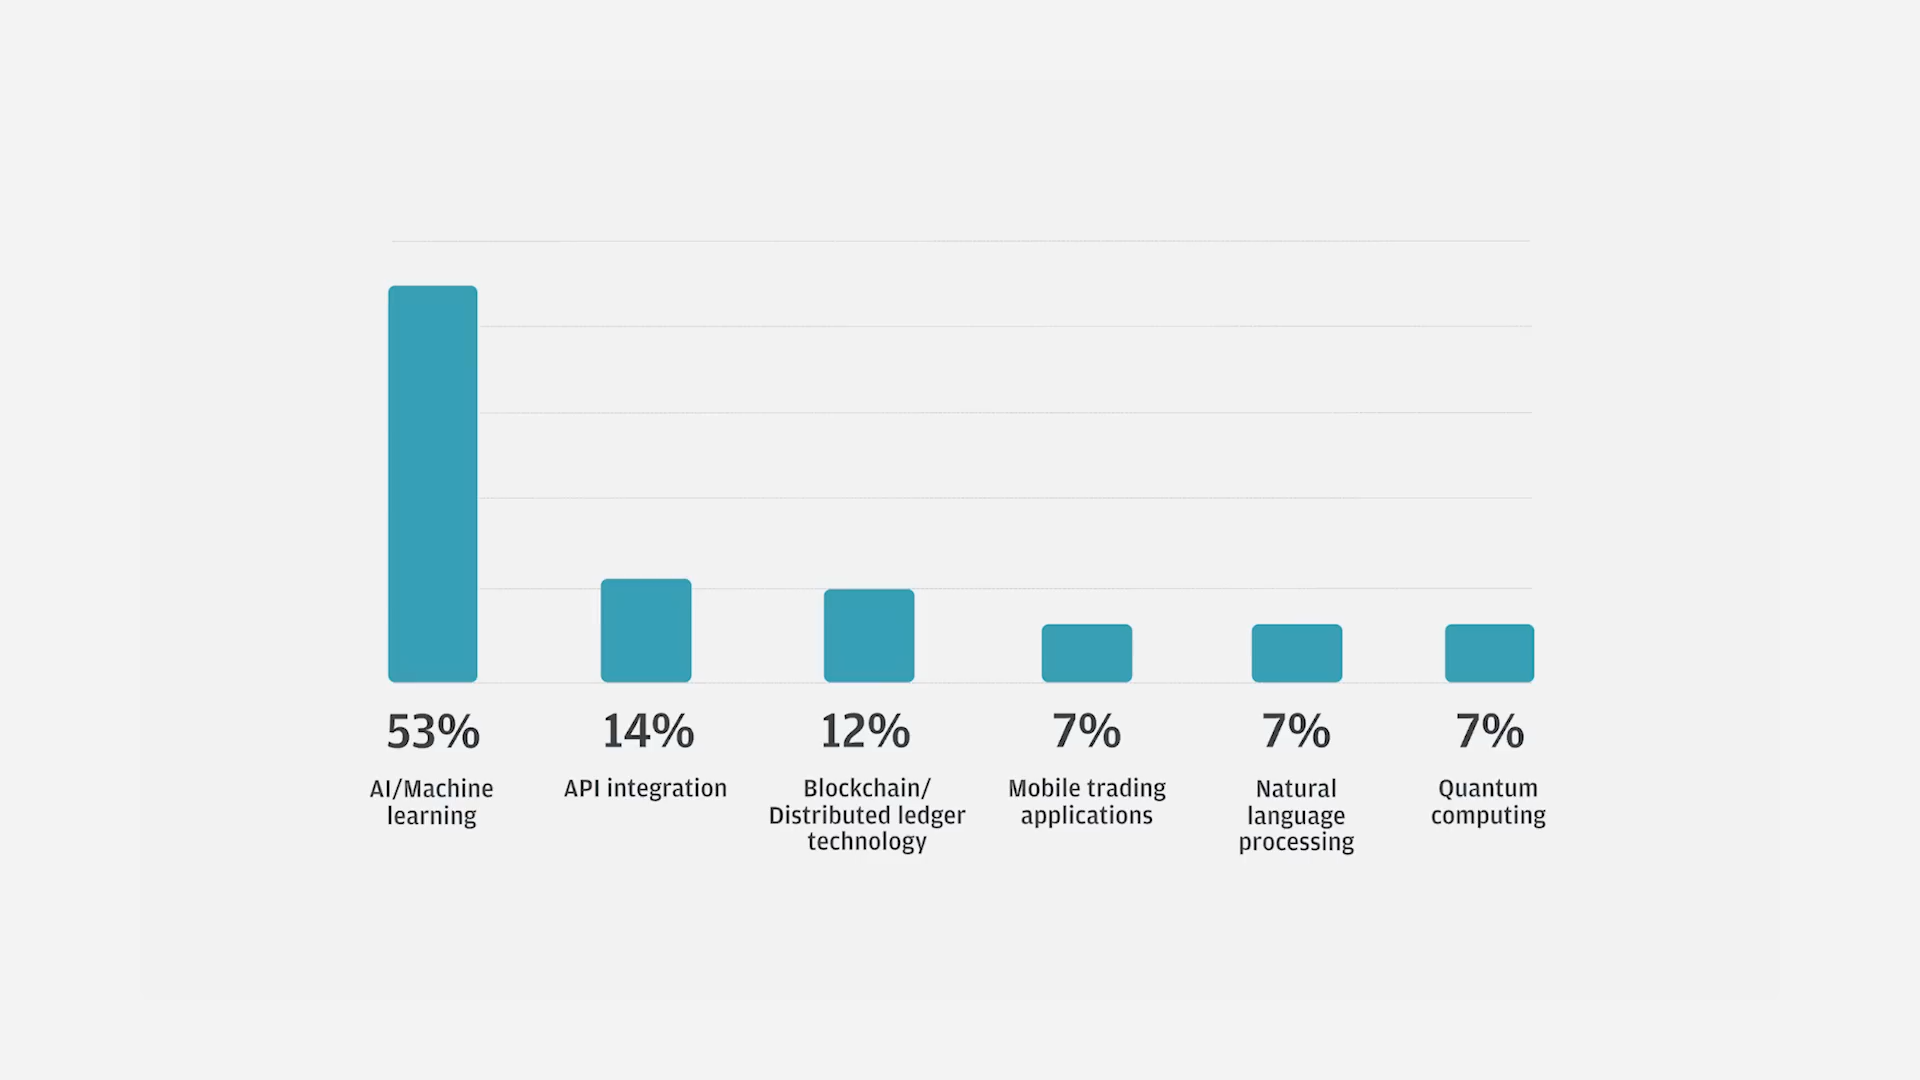 53%
AI/Machine
learning
14%
API integration
12%
Blockchain/
Distributed ledger
technology
7%
Mobile trading
applications
7%
Natural
language
processing
7%
Quantum
computing